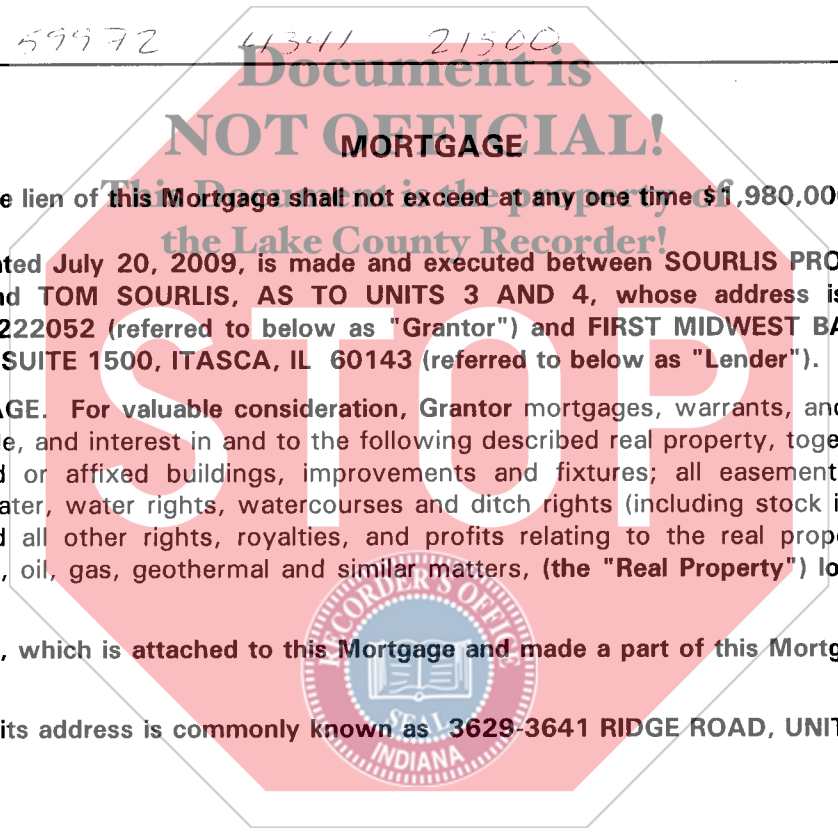 59972 4341 21500
Document is
NOT OFFICIAL!
MORTGAGE
This Document is the property of
e lien of this Mortgage shall not exceed at any one time $1,980,00
the Lake County Recorder!
ted July 20, 2009, is made and executed between SOURLIS PRO
nd TOM SOURLIS, AS TO UNITS 3 AND 4, whose address is
222052 (referred to below as "Grantor") and FIRST MIDWEST BA
SUITE 1500, ITASCA, IL 60143 (referred to below as "Lender").
AGE. For valuable consideration, Grantor mortgages, warrants, and
le, and interest in and to the following described real property, toge
d or affixed buildings, improvements and fixtures; all easement
ater, water rights, watercourses and ditch rights (including stock i
d all other rights, royalties, and profits relating to the real prop
, oil, gas, geothermal and similar matters, (the "Real Property") lo
STOP
, which is attached to this Mortgage and made a part of this Mortg
its address is commonly known as 3629-3641 RIDGE ROAD, UNIT
RECORDER'S OFFICE
SEAL
INDIANA